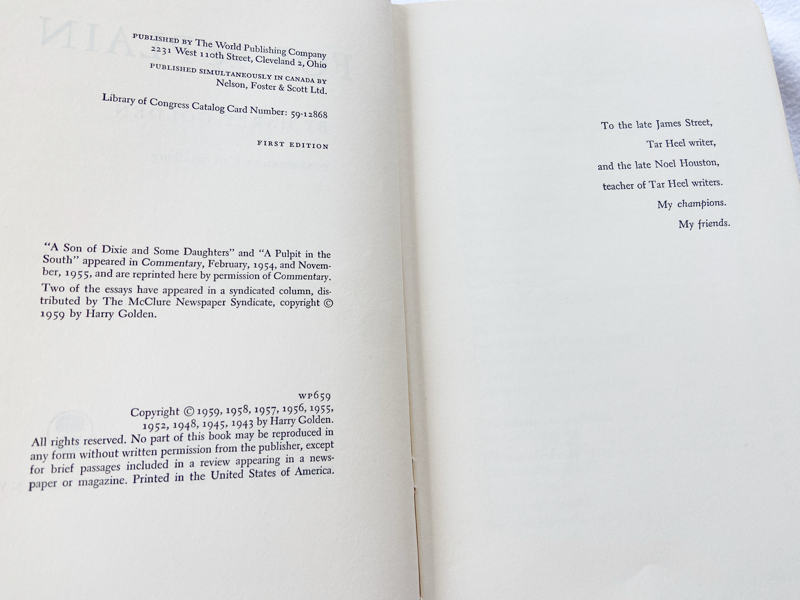 PUBLISHED BY The World Publishing Company
2231 West 110th Street, Cleveland 2, Ohio
PUBLISHED SIMULTANEOUSLY IN CANADA BY
Nelson, Foster & Scott Ltd.
Library of Congress Catalog Card Number: 59-12868
FIRST EDITION
"A Son of Dixie and Some Daughters" and "A Pulpit in the
South" appeared in Commentary, February, 1954, and Novem-
ber, 1955, and are reprinted here by permission of Commentary.
Two of the essays have appeared in a syndicated column, dis-
tributed by The McClure Newspaper Syndicate, copyright ©
1959 by Harry Golden.
WP659
Copyright © 1959, 1958, 1957, 1956, 1955,
1952, 1948, 1945, 1943 by Harry Golden.
All rights reserved. No part of this book may be reproduced in
any form without written permission from the publisher, except
for brief passages included in a review appearing in a news-
paper or magazine. Printed in the United States of America.
To the late James Street,
Tar Heel writer,
and the late Noel Houston,
teacher of Tar Heel writers.
My champions.
My friends.